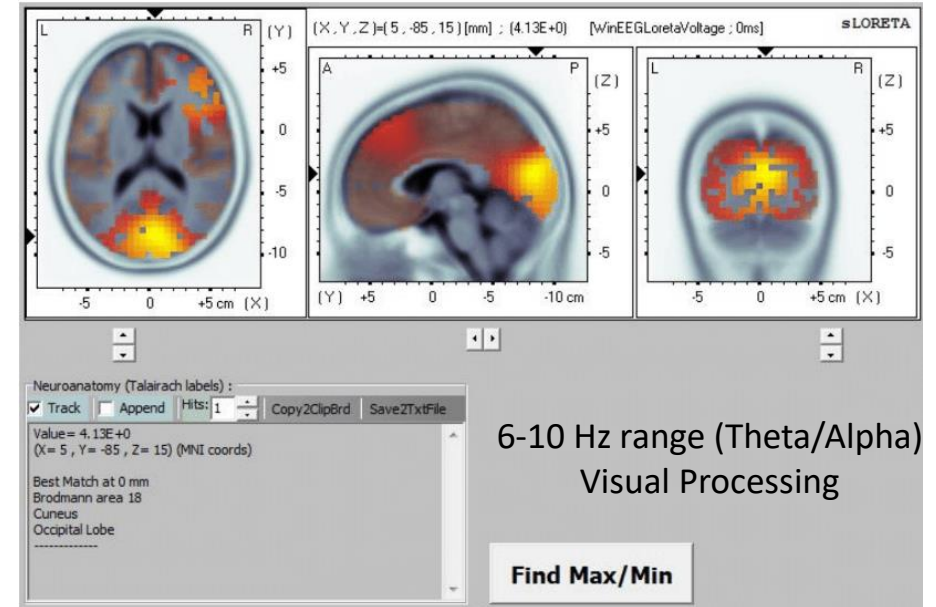 (X, Y, Z)=(5, -85, 15) [mm] ; (4.13E+0) [WinEEGLoretaVoltage ; 0ms] sLORETA
L R (Y)
+5
0
-5
-10
-5 0 +5 cm (X)
A P (Z)
+5
0
-5
(Y) +5 0 -5 -10 cm
L R (Z)
+5
0
-5
-5 0 +5 cm (X)
Neuroanatomy (Talairach labels) :
Track Append Hits: 1 Copy2ClipBrd Save2TxtFile
Value= 4.13E+0
(X= 5 , Y= -85 , Z= 15) (MNI coords)
Best Match at 0 mm
Brodmann area 18
Cuneus
Occipital Lobe
-------------
6-10 Hz range (Theta/Alpha)
Visual Processing
Find Max/Min